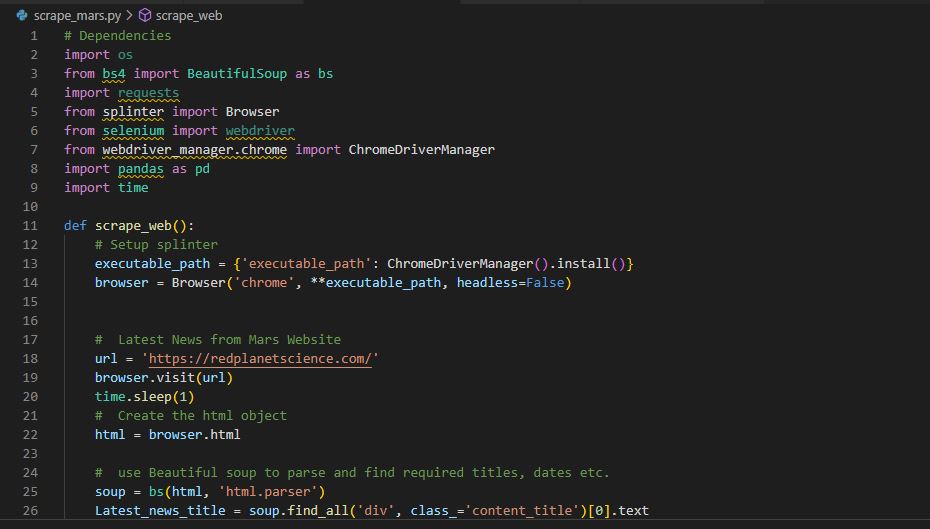 scrape_mars.py > scrape_web
1 # Dependencies
2 import os
3 from bs4 import BeautifulSoup as bs
4 import requests
5 from splinter import Browser
6 from selenium import webdriver
7 from webdriver_manager.chrome import ChromeDriverManager
8 import pandas as pd
9 import time
10
11 def scrape_web():
12     # Setup splinter
13     executable_path = {'executable_path': ChromeDriverManager().install()}
14     browser = Browser('chrome', **executable_path, headless=False)
15
16
17     #  Latest News from Mars Website
18     url = 'https://redplanetscience.com/'
19     browser.visit(url)
20     time.sleep(1)
21     #  Create the html object
22     html = browser.html
23
24     #  use Beautiful soup to parse and find required titles, dates etc.
25     soup = bs(html, 'html.parser')
26     Latest_news_title = soup.find_all('div', class_='content_title')[0].text